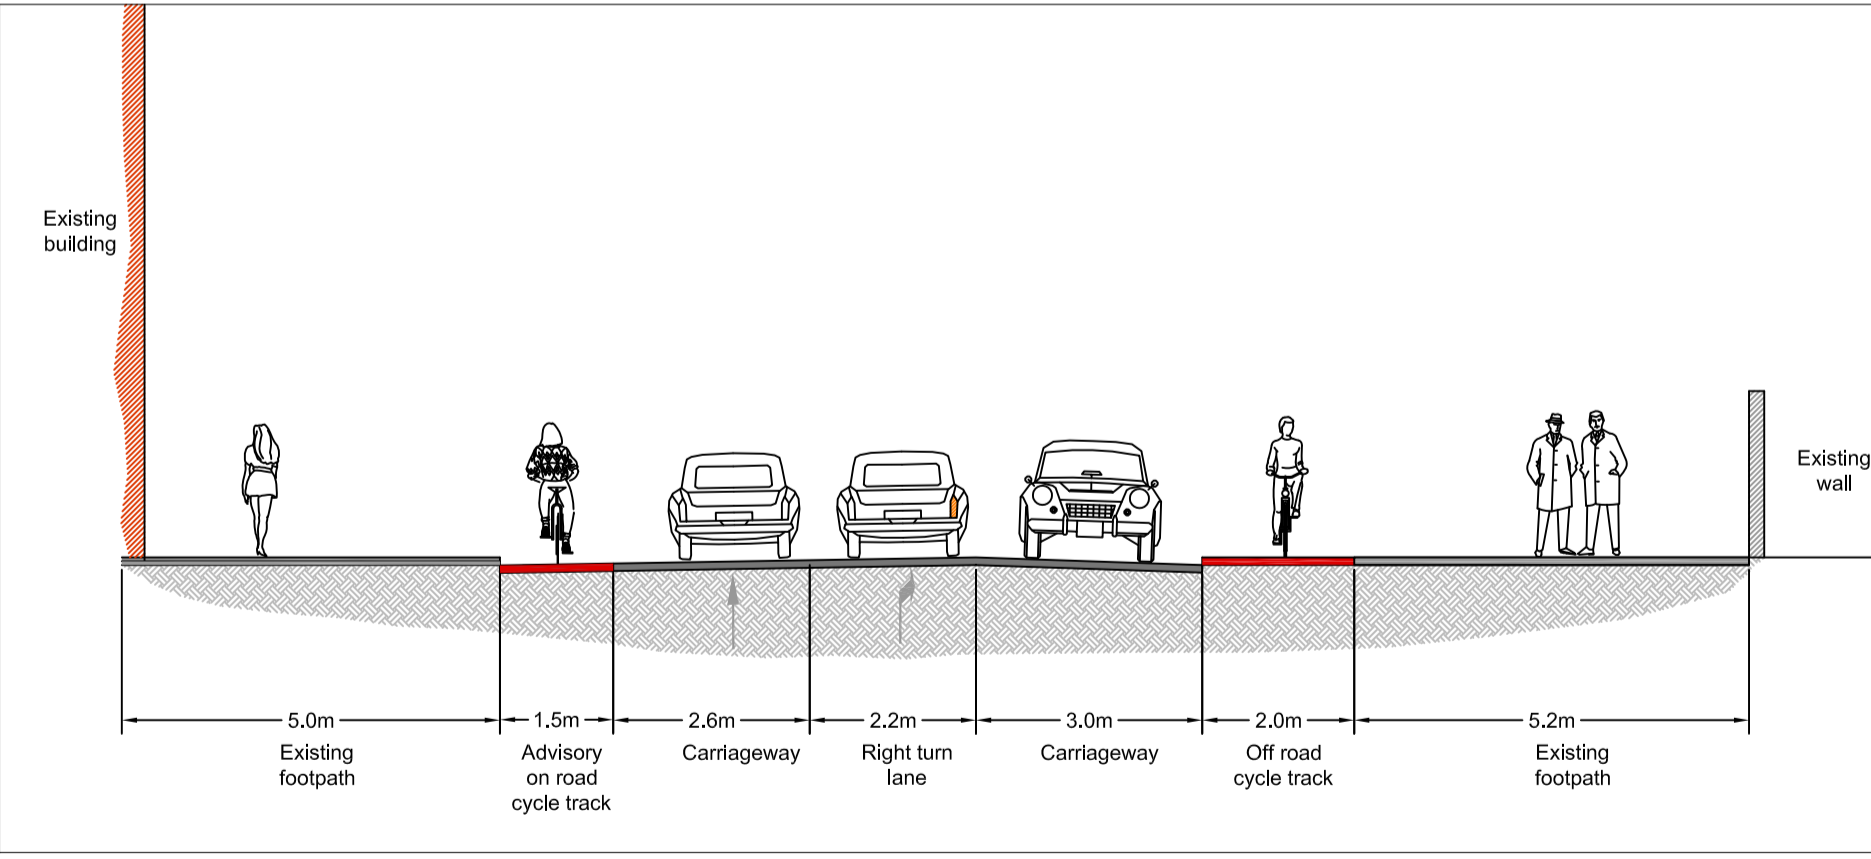 Existing
building
Existing
wall
5.0m
1.5m
2.6m
2.2m
3.0m
2.0m
5.2m
Existing
footpath
Advisory
on road
cycle track
Carriageway
Right turn
lane
Carriageway
Off road
cycle track
Existing
footpath